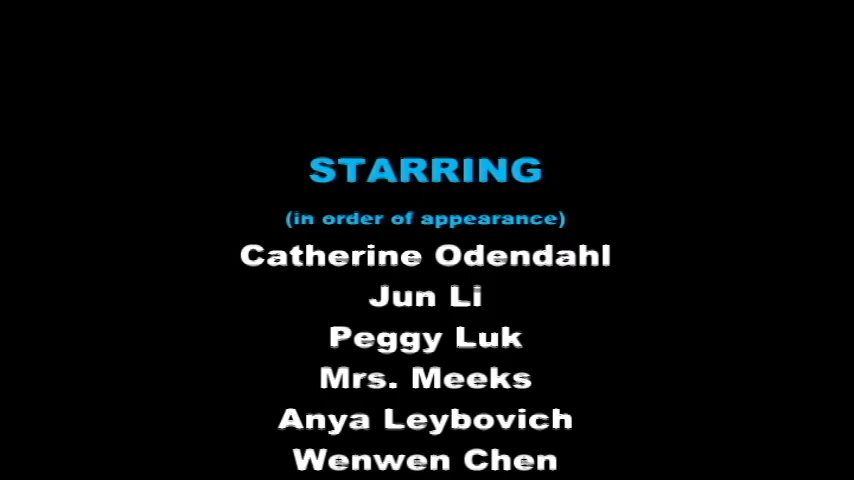 STARRING
(in order of appearance)
Catherine Odendahl
Jun Li
Peggy Luk
Mrs. Meeks
Anya Leybovich
Wenwen Chen